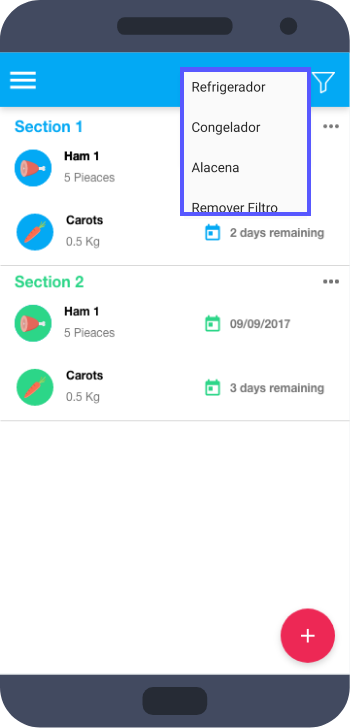 Refrigerador
Congelador
Alacena
Remover Filtro
Section 1
Ham 1
5 Pieaces
Carots
0.5 Kg
2 days remaining
Section 2
Ham 1
5 Pieaces
09/09/2017
Carots
0.5 Kg
3 days remaining